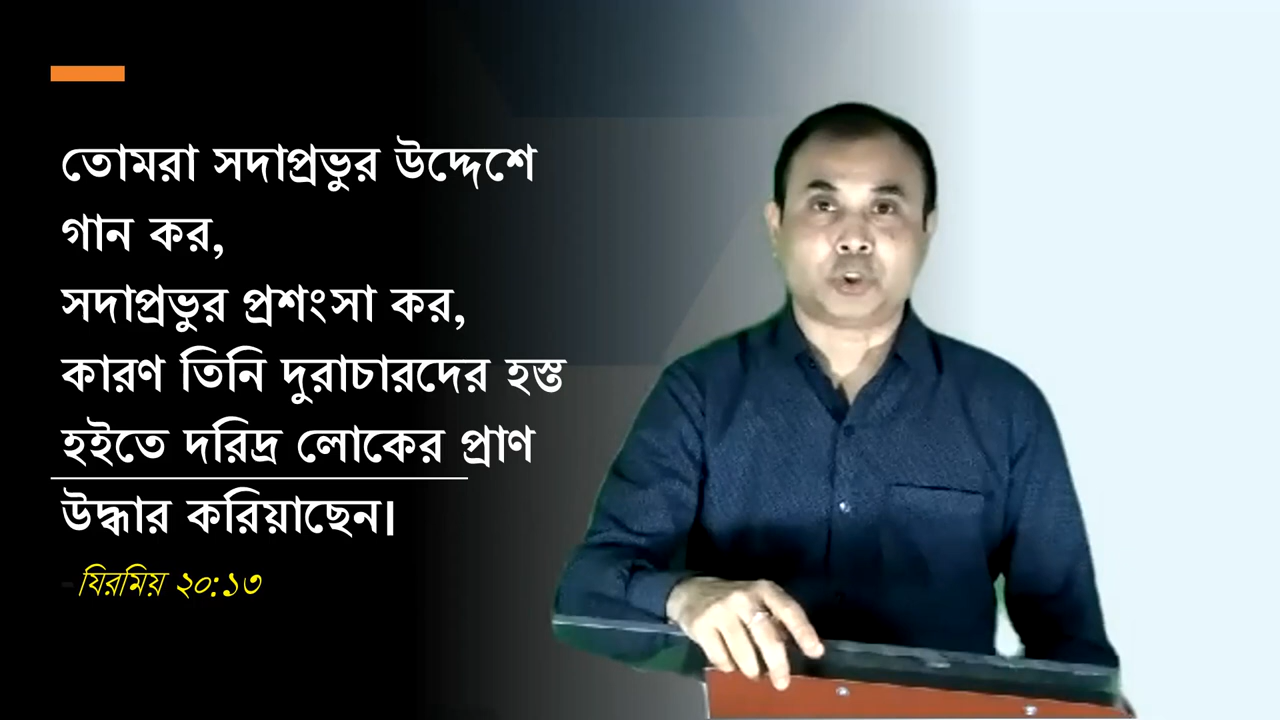 তোমরা সদাপ্রভুর উদ্দেশে
গান কর,
সদাপ্রভুর প্রশংসা কর,
কারণ তিনি দুরাচারদের হস্ত
হইতে দরিদ্র লোকের প্রাণ
উদ্ধার করিয়াছেন।
- যিরমিয় ২০:১৩